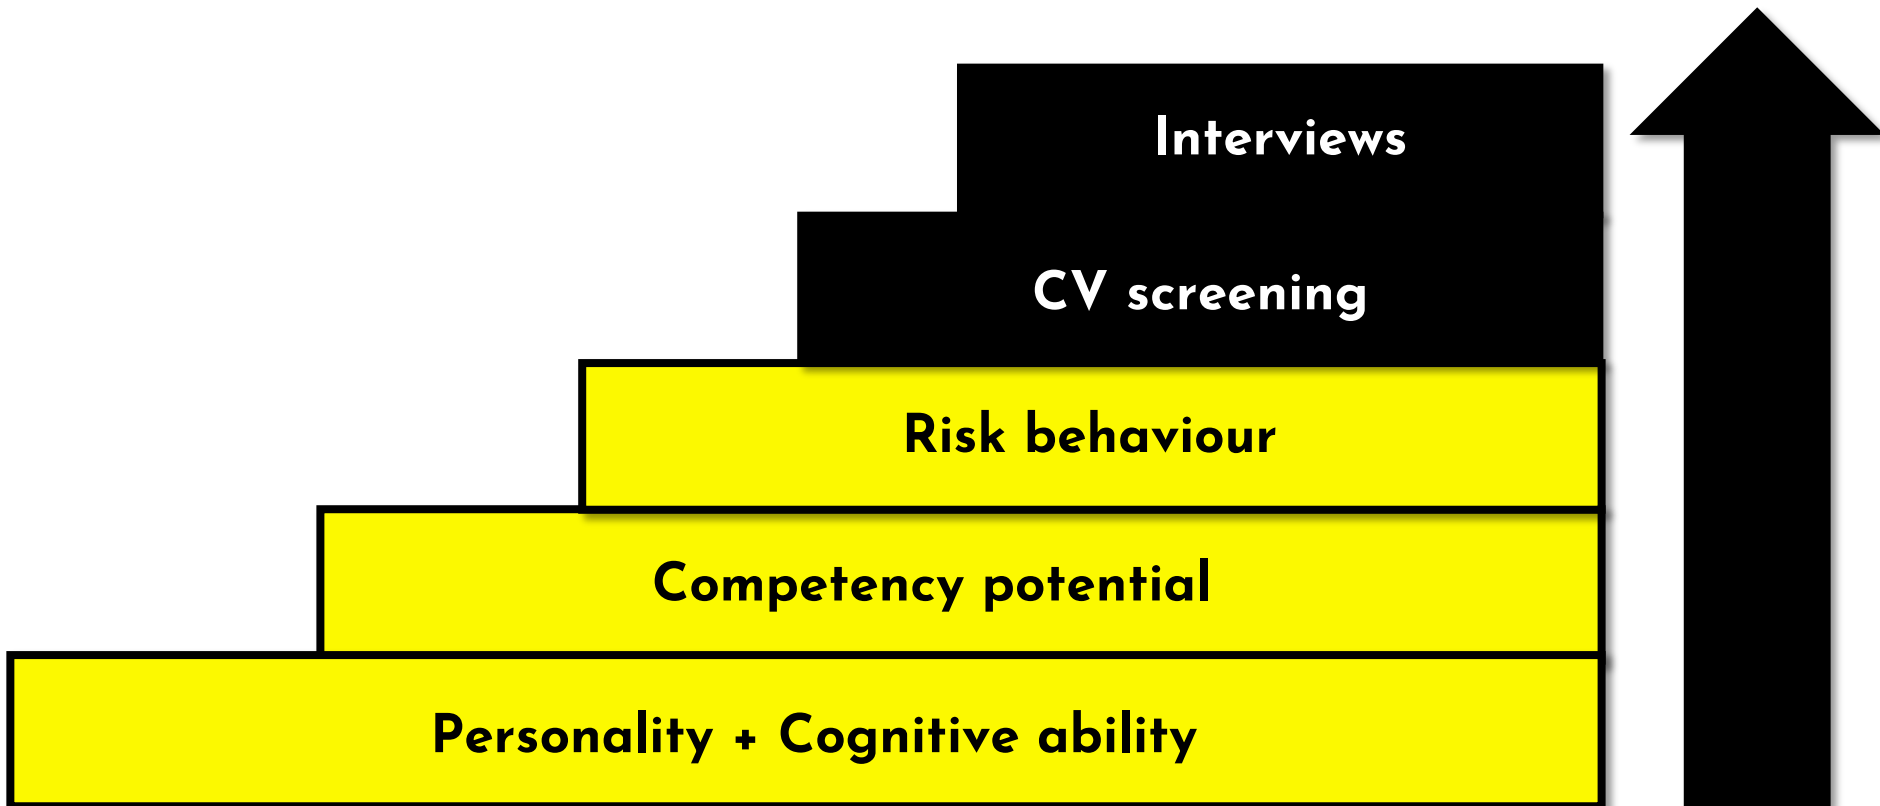 Interviews
CV screening
Risk behaviour
Competency potential
Personality + Cognitive ability